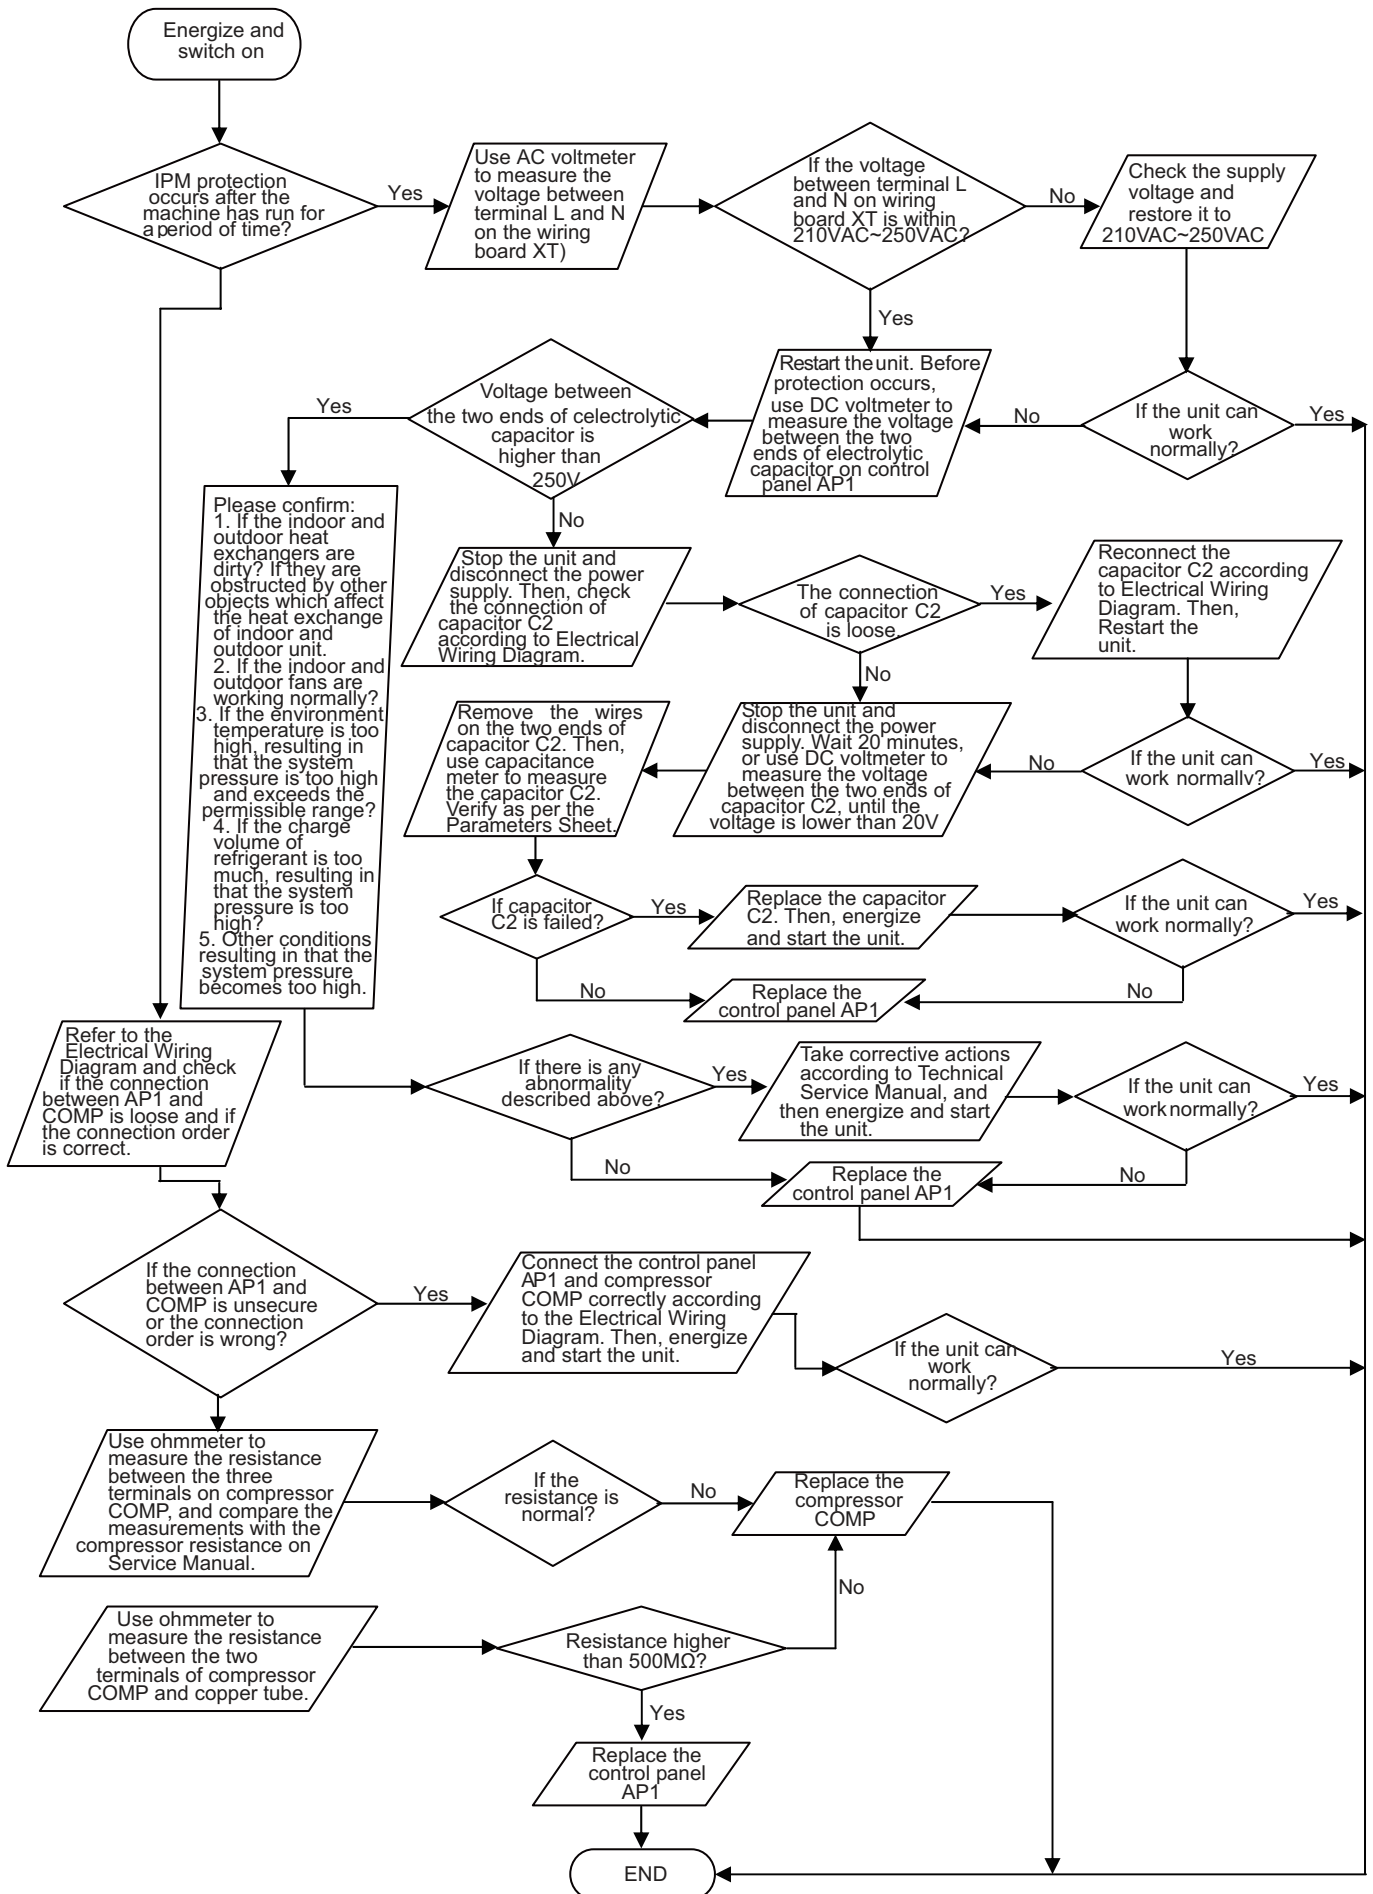 Energize and
switch on
IPM protection
occurs after the
machine has run for
a period of time?
Yes
Use AC voltmeter
to measure the
voltage between
terminal L and N
on the wiring
board XT)
If the voltage
between terminal L
and N on wiring
board XT is within
210VAC~250VAC?
No
Check the supply
voltage and
restore it to
210VAC~250VAC
Yes
Restart the unit. Before
protection occurs,
use DC voltmeter to
measure the voltage
between the two
ends of electrolytic
capacitor on control
panel AP1
No
If the unit can
work
normally?
Yes
Voltage between
the two ends of celectrolytic
capacitor is
higher than
250V
Yes
No
Please confirm:
1. If the indoor and
outdoor heat
exchangers are
dirty? If they are
obstructed by other
objects which affect
the heat exchange
of indoor and
outdoor unit.
2. If the indoor and
outdoor fans are
working normally?
3. If the environment
temperature is too
high, resulting in
that the system
pressure is too high
and exceeds the
permissible range?
4. If the charge
volume of
refrigerant is too
much, resulting in
that the system
pressure is too
high?
5. Other conditions
resulting in that the
system pressure
becomes too high.
Stop the unit and
disconnect the power
supply. Then, check
the connection of
capacitor C2
according to Electrical
Wiring Diagram.
The connection
of capacitor C2
is loose.
Yes
Reconnect the
capacitor C2 according
to Electrical Wiring
Diagram. Then,
Restart the
unit.
No
Remove the wires
on the two ends of
capacitor C2. Then,
use capacitance
meter to measure
the capacitor C2.
Verify as per the
Parameters Sheet.
Stop the unit and
disconnect the power
supply. Wait 20 minutes,
or use DC voltmeter to
measure the voltage
between the two ends of
capacitor C2, until the
voltage is lower than 20V
No
If the unit can
work normally?
Yes
If capacitor
C2 is failed?
Yes
Replace the capacitor
C2. Then, energize
and start the unit.
If the unit can
work normally?
Yes
No
Replace the
control panel AP1
No
Refer to the
Electrical Wiring
Diagram and check
if the connection
between AP1 and
COMP is loose and if
the connection order
is correct.
If there is any
abnormality
described above?
Yes
Take corrective actions
according to Technical
Service Manual, and
then energize and start
the unit.
If the unit can
work normally?
Yes
No
Replace the
control panel AP1
No
If the connection
between AP1 and
COMP is unsecure
or the connection
order is wrong?
Yes
Connect the control panel
AP1 and compressor
COMP correctly according
to the Electrical Wiring
Diagram. Then, energize
and start the unit.
If the unit can
work
normally?
Yes
Use ohmmeter to
measure the resistance
between the three
terminals on compressor
COMP, and compare the
measurements with the
compressor resistance on
Service Manual.
If the
resistance is
normal?
No
Replace the
compressor
COMP
No
Use ohmmeter to
measure the resistance
between the two
terminals of compressor
COMP and copper tube.
Resistance higher
than 500MΩ?
Yes
Replace the
control panel
AP1
END